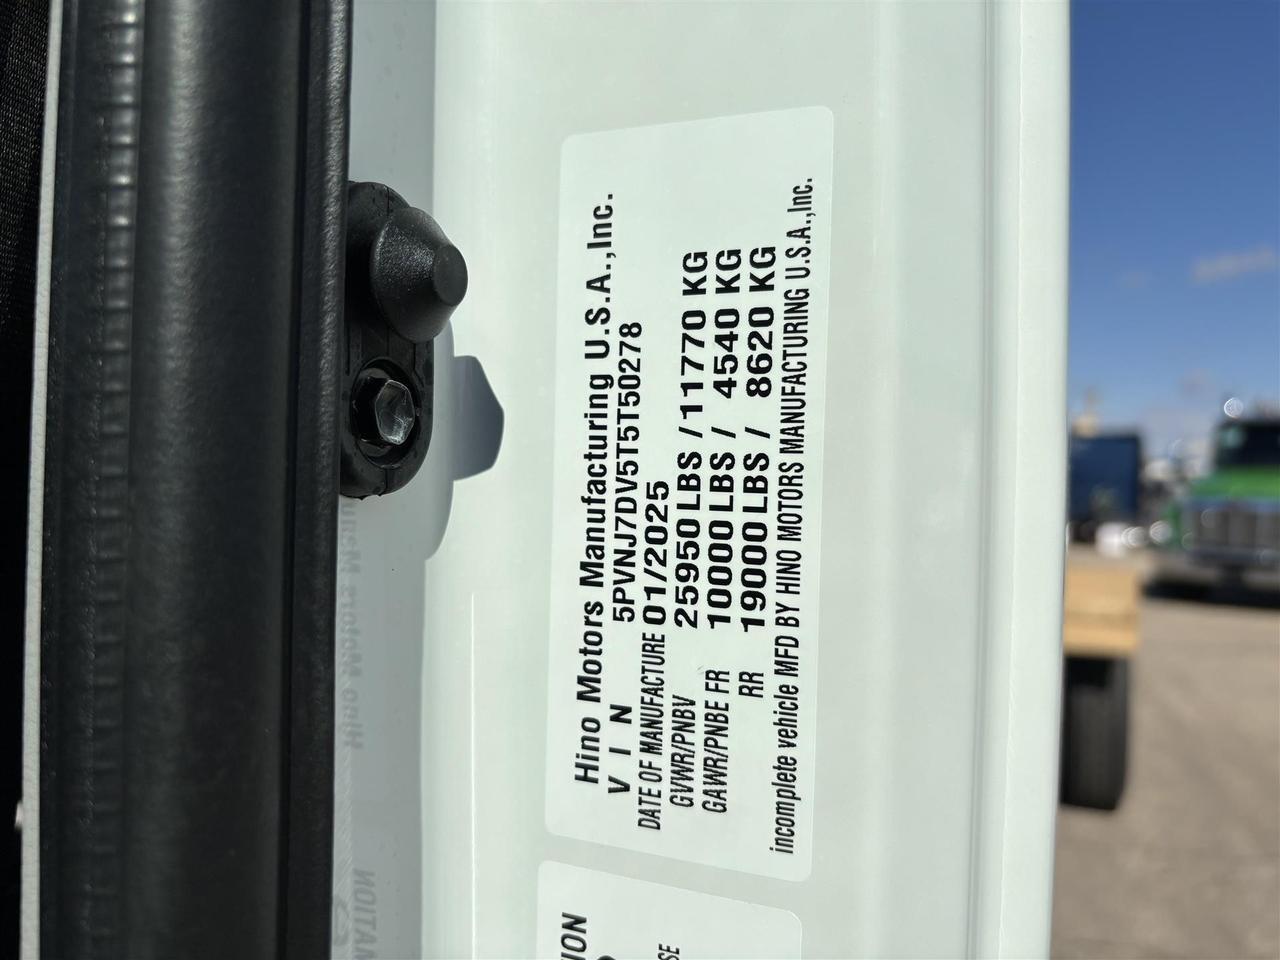 Hino Motors Manufacturing U.S.A.,Inc.
V I N 5PVNJ7DV5T5T50278
DATE OF MANUFACTURE 01/2025
GVWR/PNBV 25950 LBS / 11770 KG
GAWR/PNBE FR 10000 LBS / 4540 KG
RR 19000 LBS / 8620 KG
incomplete vehicle MFD BY HINO MOTORS MANUFACTURING U.S.A.,Inc.